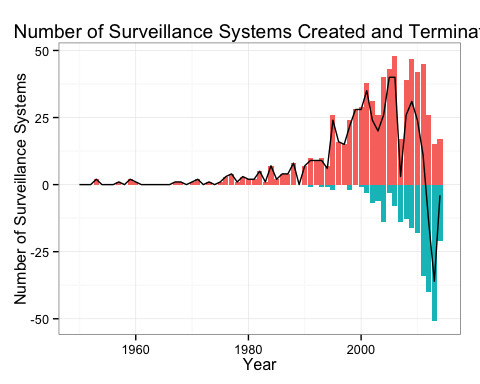 Number of Surveillance Systems Created and Terminat
50
25
0
-25
-50
Number of Surveillance Systems
1960
1980
2000
Year